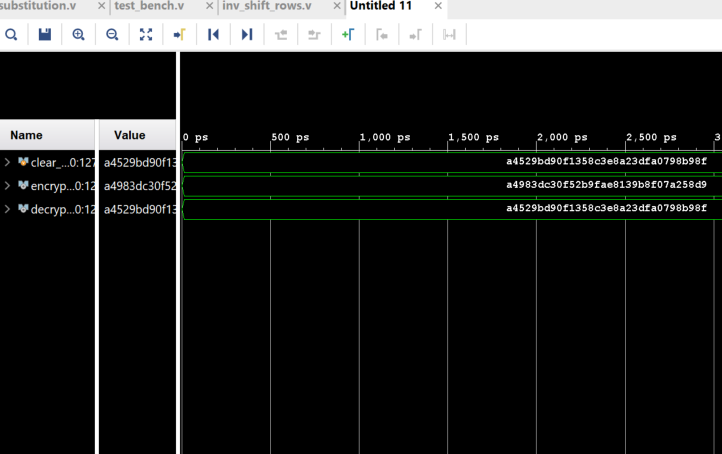 substitution.v × test_bench.v × inv_shift_rows.v × Untitled 11 ×
0 ps 500 ps 1,000 ps 1,500 ps 2,000 ps 2,500 ps 3
Name Value
clear_...0:127 a4529bd90f13 a4529bd90f1358c3e8a23dfa0798b98f
encryp...0:12 a4983dc30f52 a4983dc30f52b9fae8139b8f07a258d9
decryp...0:12 a4529bd90f13 a4529bd90f1358c3e8a23dfa0798b98f